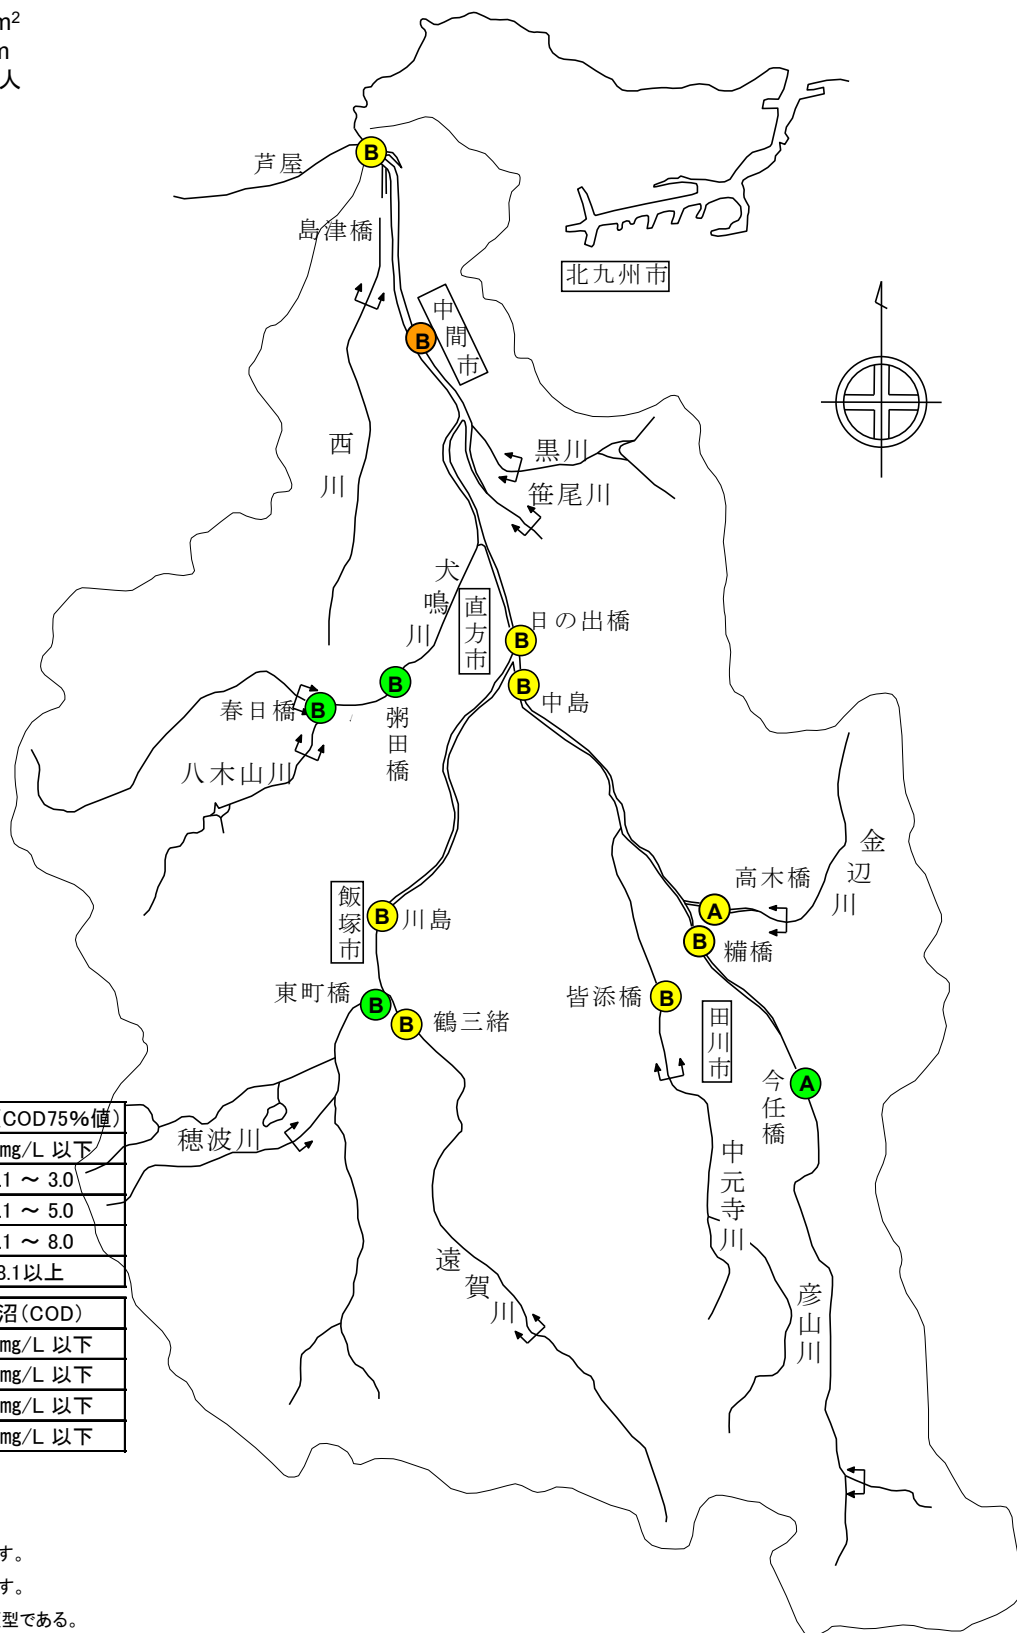 m²
m
人
芦屋
B
島津橋
北九州市
中間市
B
西川
黒川
笹尾川
犬鳴川
直方市
日の出橋
B
B
中島
B
粥田橋
春日橋
B
八木山川
金辺川
高木橋
A
飯塚市
B
川島
B
糒橋
東町橋
B
B
鶴三緒
皆添橋
B
田川市
今任橋
A
(COD75%値)
mg/L 以下
.1 ～ 3.0
.1 ～ 5.0
.1 ～ 8.0
8.1以上
穂波川
中元寺川
遠賀川
彦山川
沼(COD)
mg/L 以下
mg/L 以下
mg/L 以下
mg/L 以下
す。
す。
型である。